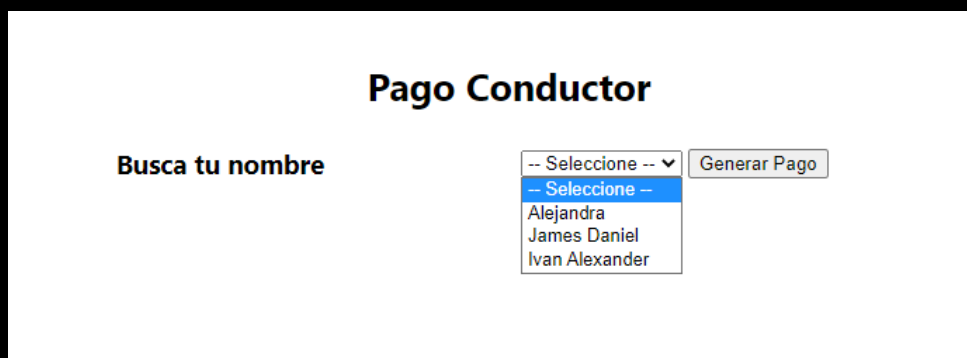 Pago Conductor
Busca tu nombre
-- Seleccione -- Generar Pago
-- Seleccione --
Alejandra
James Daniel
Ivan Alexander